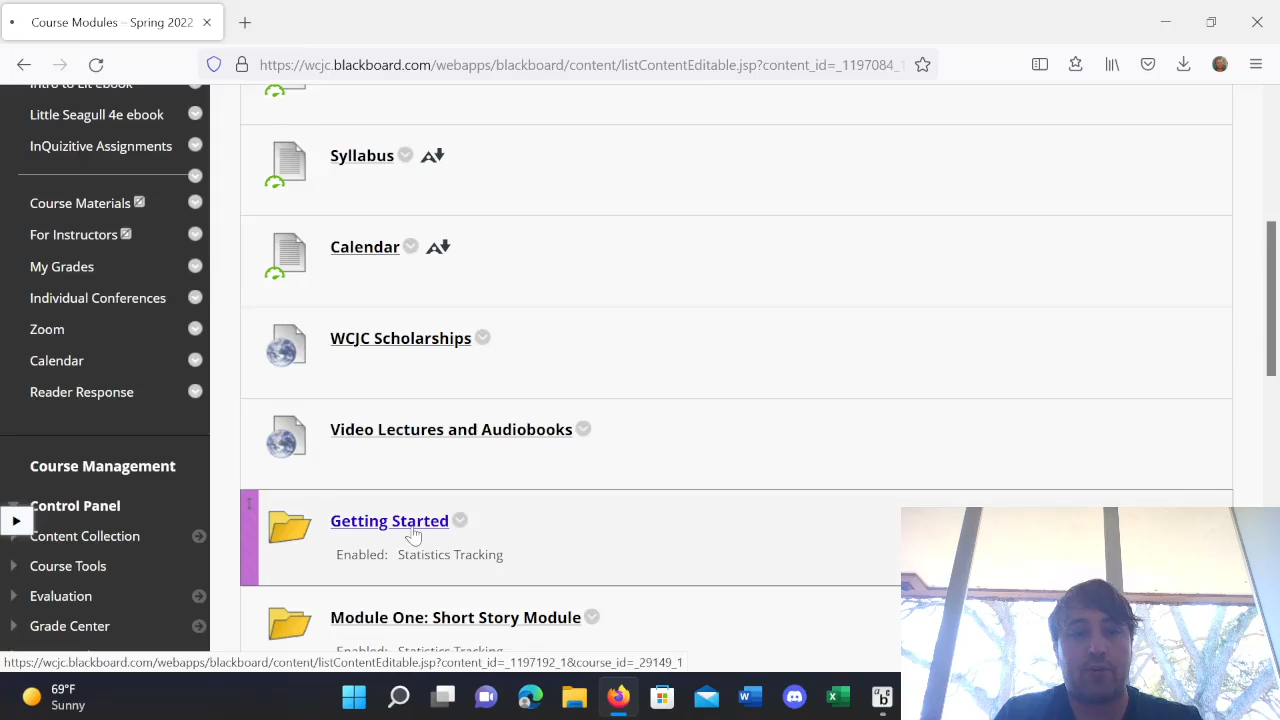 Course Modules – Spring 2022
https://wcjc.blackboard.com/webapps/blackboard/content/listContentEditable.jsp?content_id=_1197084_1
Intro to Lit ebook
Little Seagull 4e ebook
InQuizitive Assignments
Course Materials
For Instructors
My Grades
Individual Conferences
Zoom
Calendar
Reader Response
Course Management
Control Panel
Content Collection
Course Tools
Evaluation
Grade Center
Syllabus
Calendar
WCJC Scholarships
Video Lectures and Audiobooks
Getting Started
Enabled: Statistics Tracking
Module One: Short Story Module
Enabled: Statistics Tracking
https://wcjc.blackboard.com/webapps/blackboard/content/listContentEditable.jsp?content_id=_1197192_1&course_id=_29149_1
69°F
Sunny